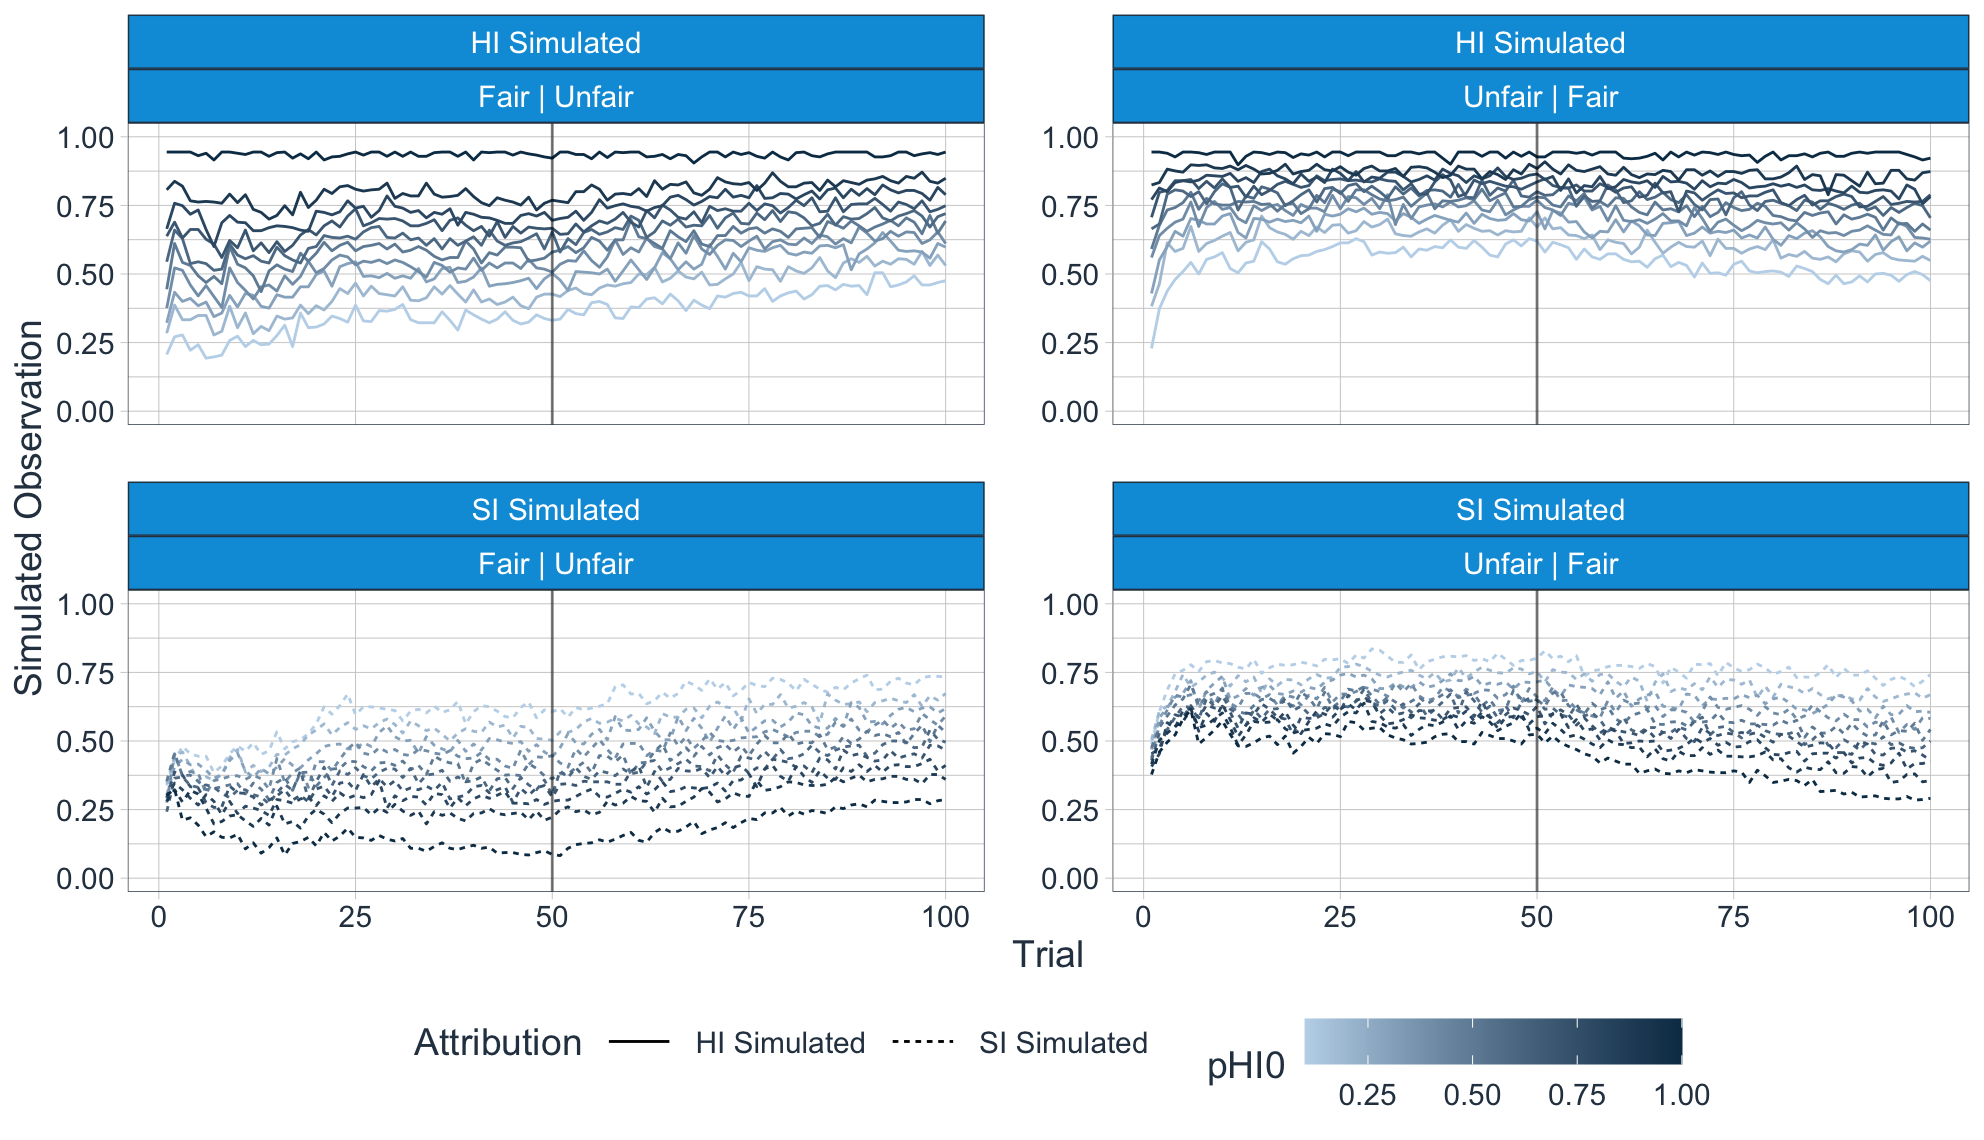 HI Simulated
HI Simulated
Fair | Unfair
Unfair | Fair
1.00
0.75
0.50
0.25
0.00
1.00
0.75
0.50
0.25
0.00
Simulated Observation
SI Simulated
SI Simulated
Fair | Unfair
Unfair | Fair
1.00
0.75
0.50
0.25
0.00
1.00
0.75
0.50
0.25
0.00
0 25 50 75 100
0 25 50 75 100
Trial
Attribution HI Simulated SI Simulated
pHI0
0.25 0.50 0.75 1.00